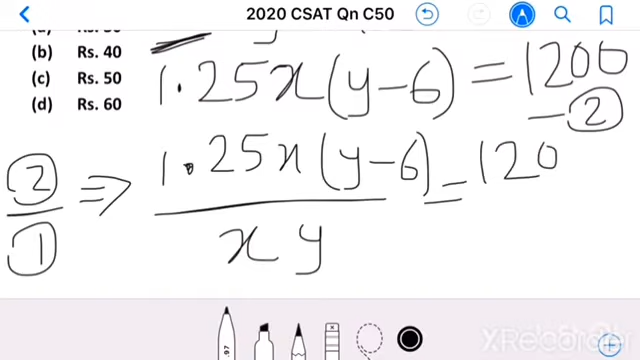 2020 CSAT Qn C50
(b) Rs. 40
(c) Rs. 50
(d) Rs. 60
1.25x(y-6)=1200
-②
②/① ⇒ 1.25x(y-6)/xy = 120
.97
XRecorder